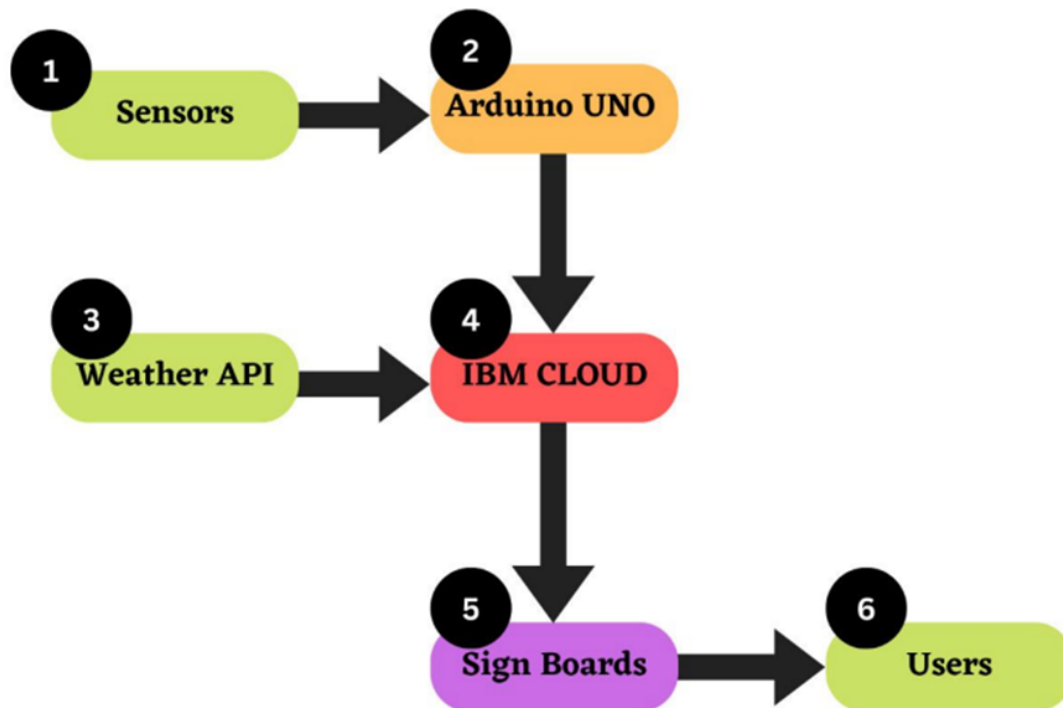 1
Sensors
2
Arduino UNO
3
Weather API
4
IBM CLOUD
5
Sign Boards
6
Users